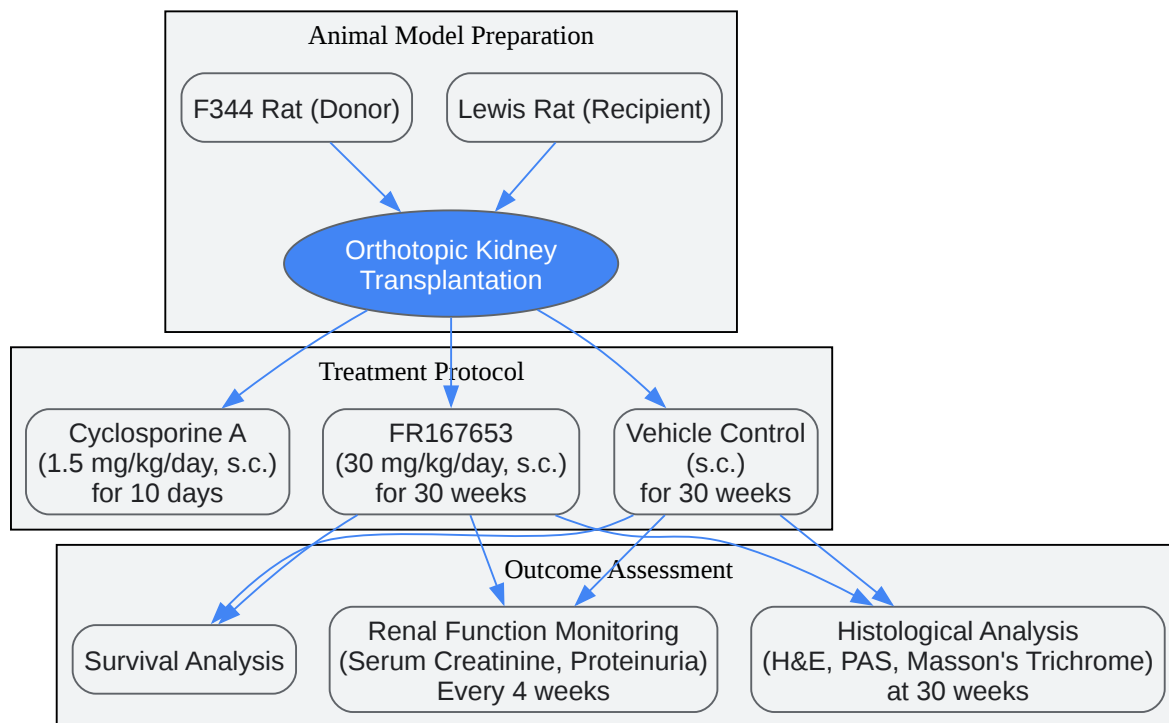 Animal Model Preparation
F344 Rat (Donor)
Lewis Rat (Recipient)
Orthotopic Kidney
Transplantation
Treatment Protocol
Cyclosporine A
(1.5 mg/kg/day, s.c.)
for 10 days
FR167653
(30 mg/kg/day, s.c.)
for 30 weeks
Vehicle Control
(s.c.)
for 30 weeks
Outcome Assessment
Survival Analysis
Renal Function Monitoring
(Serum Creatinine, Proteinuria)
Every 4 weeks
Histological Analysis
(H&E, PAS, Masson's Trichrome)
at 30 weeks